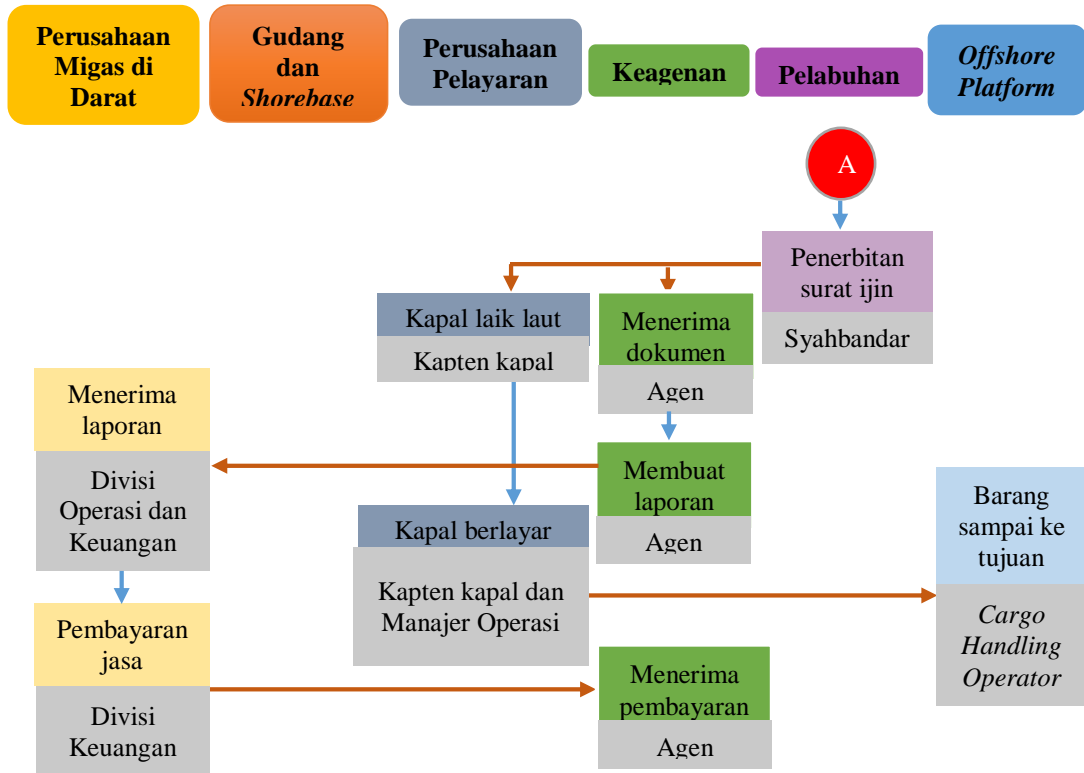 Perusahaan
Migas di
Darat
Gudang
dan
Shorebase
Perusahaan
Pelayaran
Keagenan
Pelabuhan
Offshore
Platform
A
Penerbitan
surat ijin
Syahbandar
Kapal laik laut
Kapten kapal
Menerima
dokumen
Agen
Menerima
laporan
Divisi
Operasi dan
Keuangan
Membuat
laporan
Agen
Kapal berlayar
Kapten kapal dan
Manajer Operasi
Barang
sampai ke
tujuan
Cargo
Handling
Operator
Pembayaran
jasa
Divisi
Keuangan
Menerima
pembayaran
Agen